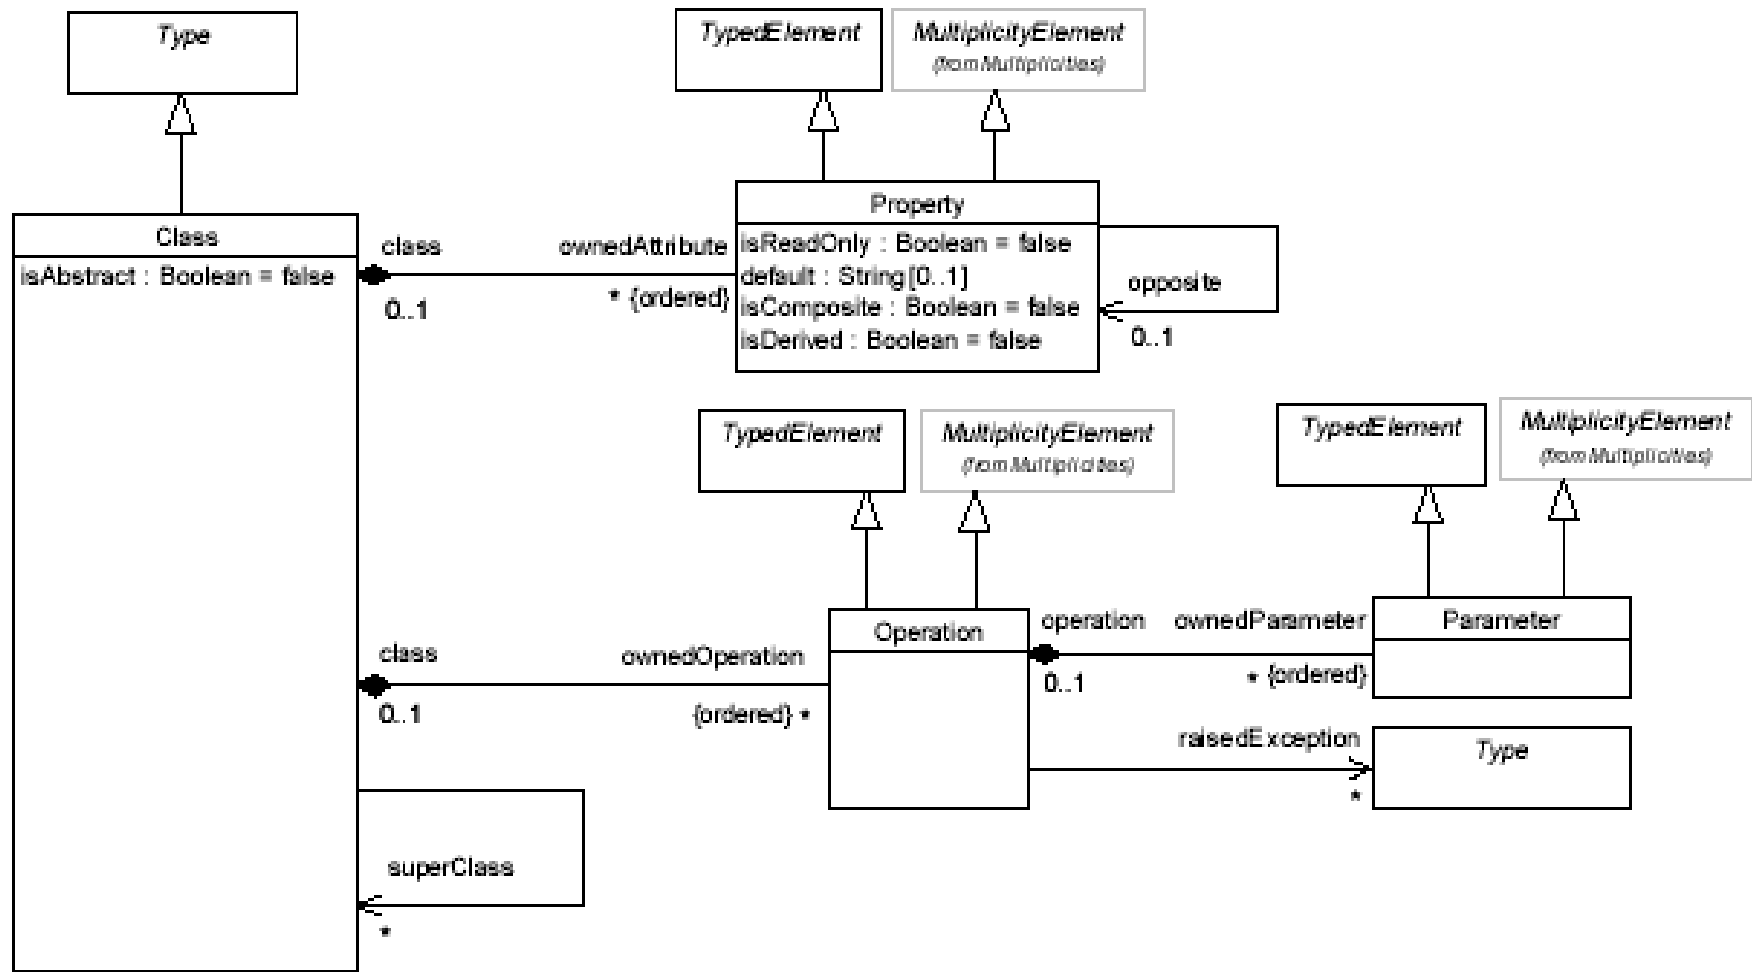 Type
TypedElement
MultiplicityElement
(from Multiplicities)
Property
isReadOnly : Boolean = false
default : String [0..1]
isComposite : Boolean = false
isDerived : Boolean = false
Class
isAbstract : Boolean = false
class
0..1
ownedAttribute
* {ordered}
opposite
0..1
TypedElement
MultiplicityElement
(from Multiplicities)
TypedElement
MultiplicityElement
(from Multiplicities)
Operation
Parameter
class
0..1
ownedOperation
{ordered} *
operation
0..1
ownedParameter
* {ordered}
raisedException
*
Type
superClass
*